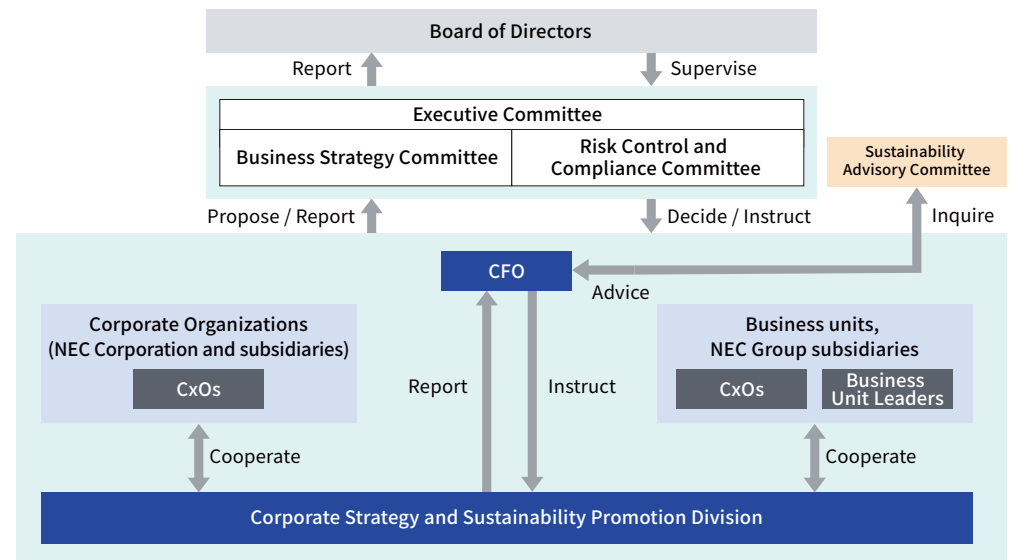 Board of Directors
Report
Supervise
Executive Committee
Business Strategy Committee
Risk Control and
Compliance Committee
Sustainability
Advisory Committee
Propose / Report
Decide / Instruct
Inquire
CFO
Advice
Corporate Organizations
(NEC Corporation and subsidiaries)
CxOs
Business units,
NEC Group subsidiaries
CxOs
Business
Unit Leaders
Report
Instruct
Cooperate
Cooperate
Corporate Strategy and Sustainability Promotion Division